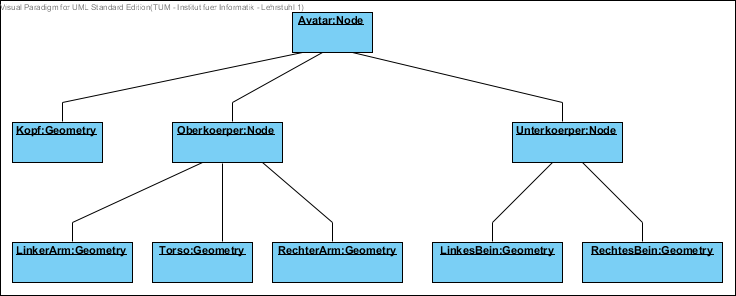 Visual Paradigm for UML Standard Edition(TUM - Institut fuer Informatik - Lehrstuhl 1)
Avatar:Node
Kopf:Geometry
Oberkoerper:Node
Unterkoerper:Node
LinkerArm:Geometry
Torso:Geometry
RechterArm:Geometry
LinkesBein:Geometry
RechtesBein:Geometry